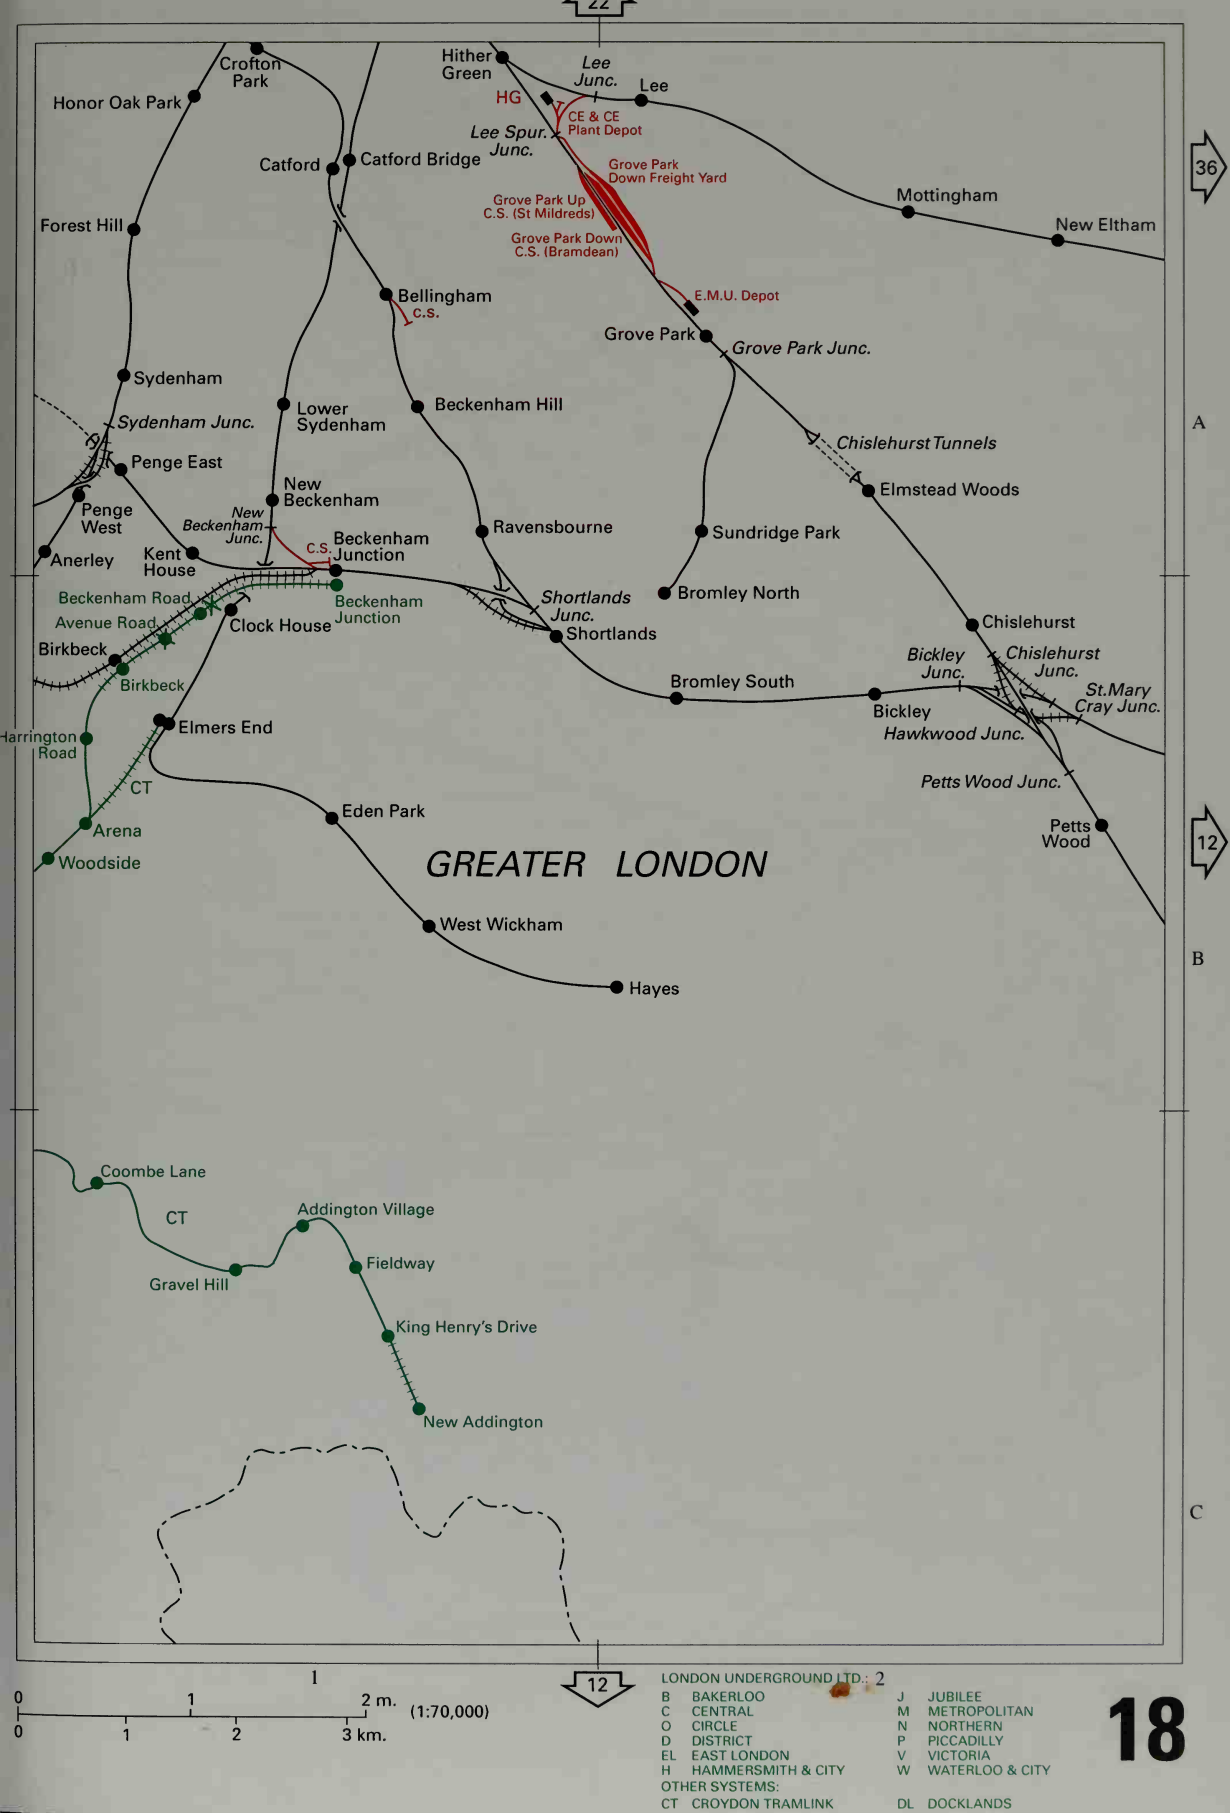 22
Crofton
Park
Hither
Green
Lee
Junc.
Lee
HG
Honor Oak Park
CE & CE
Plant Depot
Lee Spur.
Junc.
Catford
Catford Bridge
Grove Park
Down Freight Yard
36
Grove Park Up
C.S. (St Mildreds)
Mottingham
Forest Hill
New Eltham
Grove Park Down
C.S. (Bramdean)
Bellingham
C.S.
E.M.U. Depot
Grove Park
Grove Park Junc.
Sydenham
Lower
Sydenham
Beckenham Hill
A
Sydenham Junc.
Chislehurst Tunnels
Penge East
New
Beckenham
Elmstead Woods
Penge
West
New
Beckenham
Junc.
Ravensbourne
Sundridge Park
Anerley
Kent
House
C.S.
Beckenham
Junction
Beckenham Road
Beckenham
Junction
Shortlands
Junc.
Bromley North
Avenue Road
Clock House
Shortlands
Chislehurst
Birkbeck
Birkbeck
Bickley
Junc.
Chislehurst
Junc.
Bromley South
St.Mary
Cray Junc.
Bickley
Harrington
Road
Elmers End
Hawkwood Junc.
CT
Petts Wood Junc.
Arena
Eden Park
Petts
Wood
12
Woodside
GREATER LONDON
West Wickham
B
Hayes
Coombe Lane
CT
Addington Village
Gravel Hill
Fieldway
King Henry's Drive
New Addington
C
1
12
2
0 1 2 m.
(1:70,000)
0 1 2 3 km.
LONDON UNDERGROUND LTD.:
B BAKERLOO
C CENTRAL
O CIRCLE
D DISTRICT
EL EAST LONDON
H HAMMERSMITH & CITY
J JUBILEE
M METROPOLITAN
N NORTHERN
P PICCADILLY
V VICTORIA
W WATERLOO & CITY
OTHER SYSTEMS:
CT CROYDON TRAMLINK
DL DOCKLANDS
18